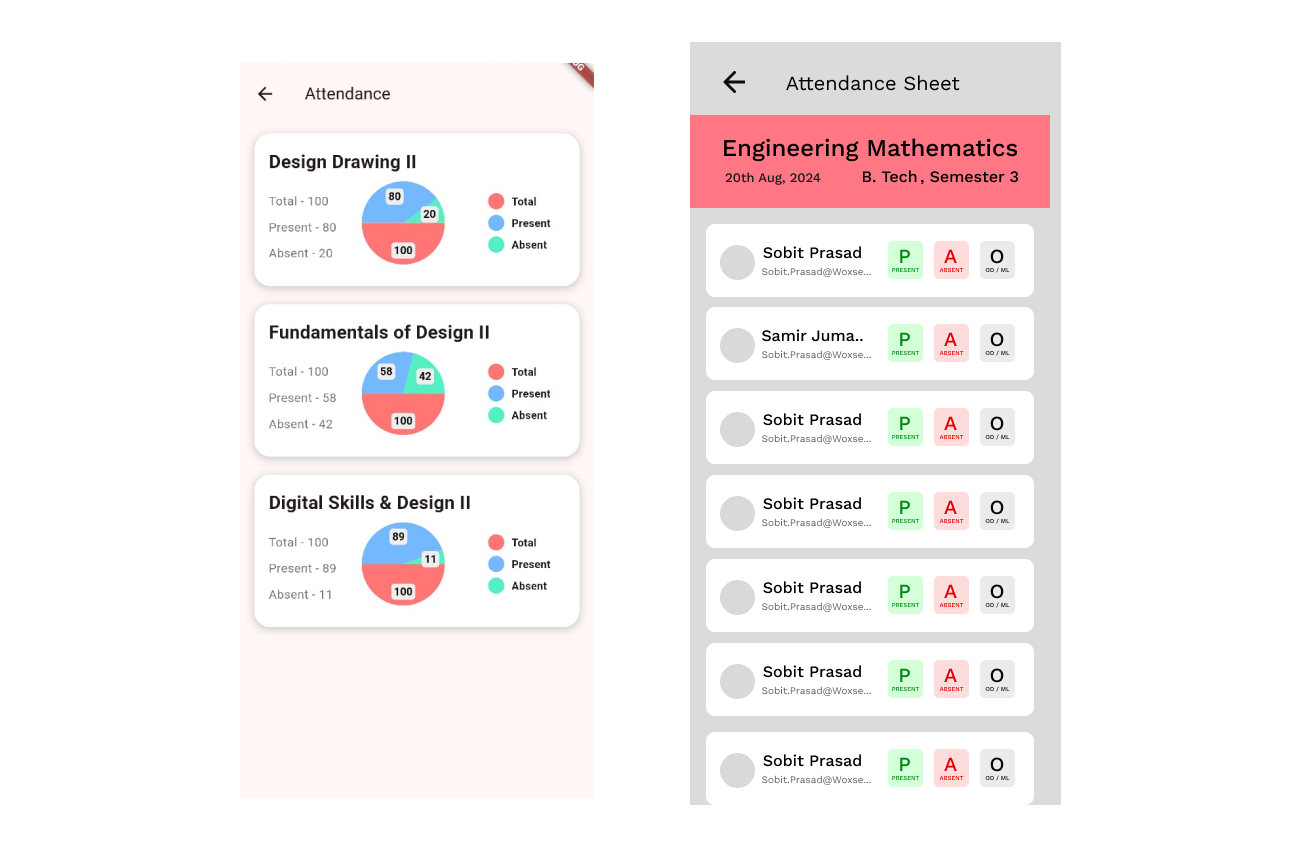 Attendance
Design Drawing II
Total - 100
Present - 80
Absent - 20
80
20
100
Total
Present
Absent
Fundamentals of Design II
Total - 100
Present - 58
Absent - 42
58
42
100
Total
Present
Absent
Digital Skills & Design II
Total - 100
Present - 89
Absent - 11
89
11
100
Total
Present
Absent
Attendance Sheet
Engineering Mathematics
20th Aug, 2024 B. Tech , Semester 3
Sobit Prasad
Sobit.Prasad@Woxse...
P A O
PRESENT ABSENT OD / ML
Samir Juma..
Sobit.Prasad@Woxse...
P A O
PRESENT ABSENT OD / ML
Sobit Prasad
Sobit.Prasad@Woxse...
P A O
PRESENT ABSENT OD / ML
Sobit Prasad
Sobit.Prasad@Woxse...
P A O
PRESENT ABSENT OD / ML
Sobit Prasad
Sobit.Prasad@Woxse...
P A O
PRESENT ABSENT OD / ML
Sobit Prasad
Sobit.Prasad@Woxse...
P A O
PRESENT ABSENT OD / ML
Sobit Prasad
Sobit.Prasad@Woxse...
P A O
PRESENT ABSENT OD / ML